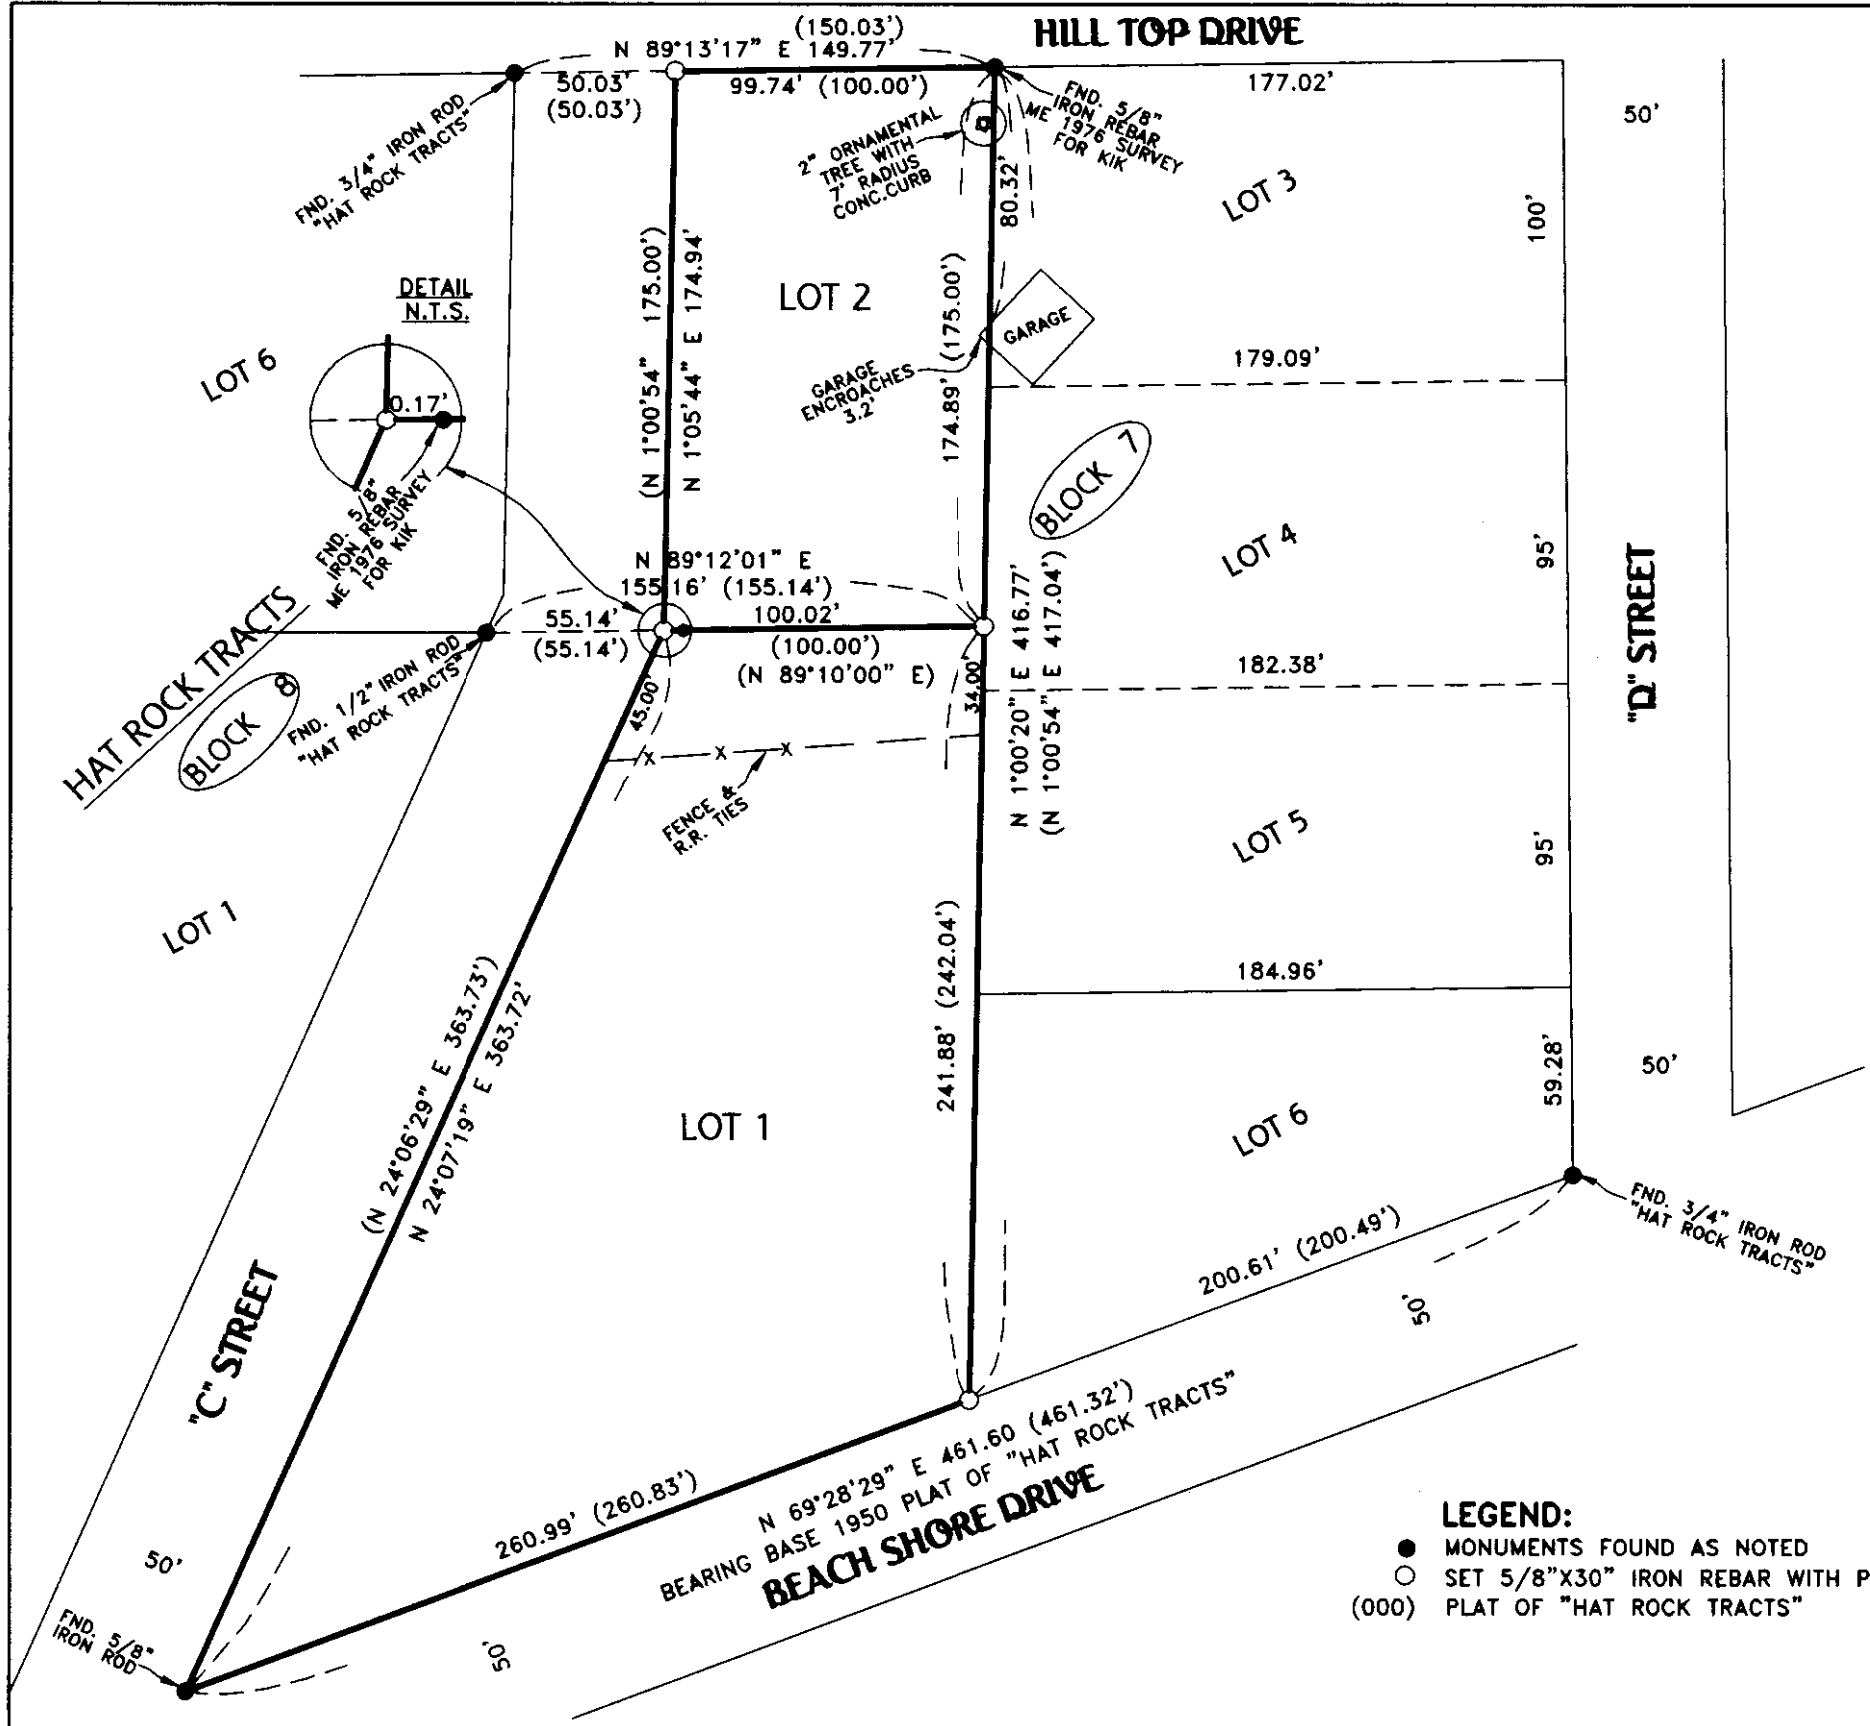 HILL TOP DRIVE
(150.03')
N 89°13'17" E 149.77'
50.03'
(50.03')
99.74' (100.00')
177.02'
50'
FND. 3/4" IRON ROD
"HAT ROCK TRACTS"
2" ORNAMENTAL
TREE WITH
7' RADIUS
CONC.CURB
FND. 5/8"
IRON REBAR
ME 1976 SURVEY
FOR KIK
80.32'
LOT 3
100'
DETAIL
N.T.S.
LOT 6
0.17'
FND. 5/8"
IRON REBAR
ME 1976 SURVEY
FOR KIK
(N 1°00'54" 175.00')
N 1°05'44" E 174.94'
LOT 2
174.89' (175.00')
GARAGE
GARAGE
ENCROACHES
3.2'
179.09'
BLOCK 7
LOT 4
95'
"D" STREET
N 89°12'01" E
155.16' (155.14')
55.14'
(55.14')
100.02'
(100.00')
(N 89°10'00" E)
HAT ROCK TRACTS
BLOCK 8
FND. 1/2" IRON ROD
"HAT ROCK TRACTS"
45.00'
34.00'
N 1°00'20" E 416.77'
(N 1°00'54" E 417.04')
182.38'
X X X
FENCE &
R.R. TIES
LOT 5
95'
LOT 1
(N 24°06'29" E 363.73')
N 24°07'19" E 363.72'
241.88' (242.04')
184.96'
LOT 1
LOT 6
59.28'
50'
FND. 3/4" IRON ROD
"HAT ROCK TRACTS"
"C" STREET
200.61' (200.49')
50'
260.99' (260.83')
N 69°28'29" E 461.60 (461.32')
BEARING BASE 1950 PLAT OF "HAT ROCK TRACTS"
BEACH SHORE DRIVE
50'
50'
FND. 5/8"
IRON ROD
LEGEND:
MONUMENTS FOUND AS NOTED
SET 5/8"X30" IRON REBAR WITH P
(000) PLAT OF "HAT ROCK TRACTS"